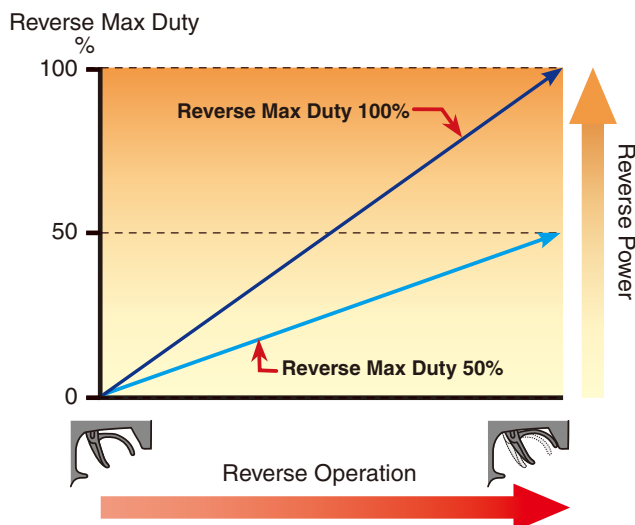 Reverse Max Duty
%
100
Reverse Max Duty 100%
50
Reverse Max Duty 50%
0
Reverse Power
Reverse Operation